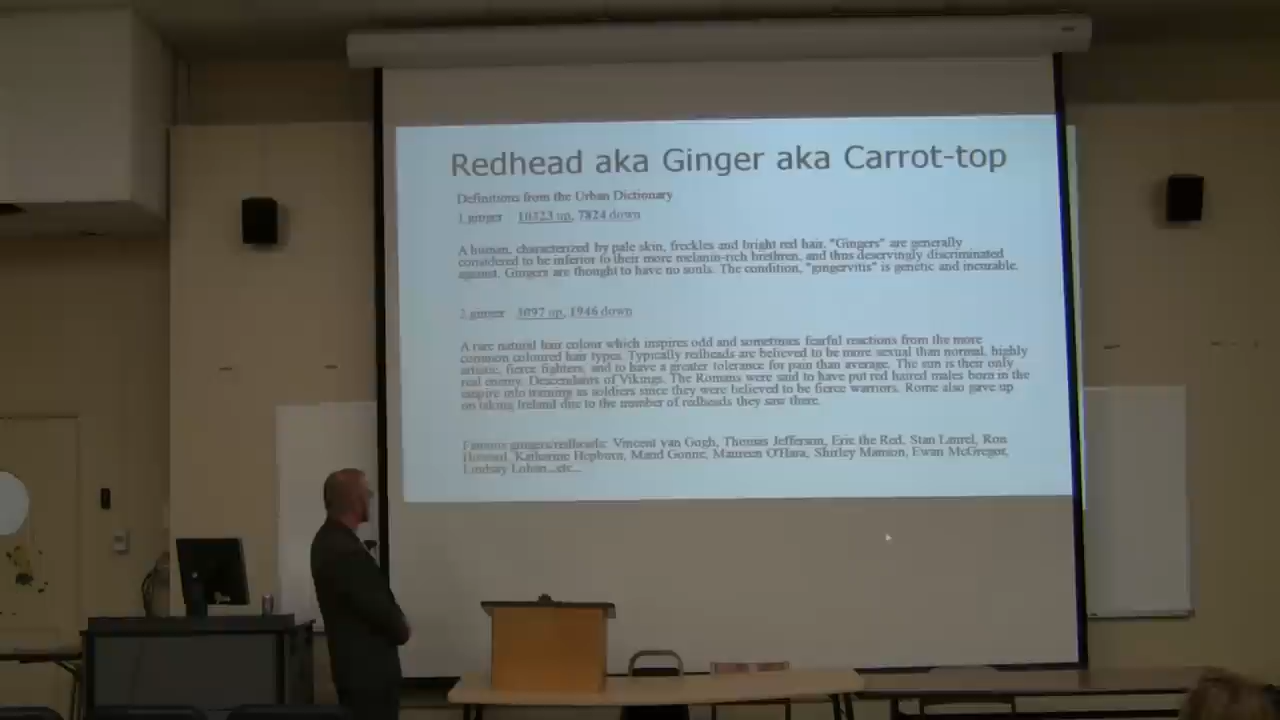 Redhead aka Ginger aka Carrot-top
Definitions from the Urban Dictionary
1 ginger 10323 up, 7824 down
A human, characterized by pale skin, freckles and bright red hair. "Gingers" are generally
considered to be inferior to their more melanin-rich brethren, and thus deservingly discriminated
against. Gingers are thought to have no souls. The condition, "gingervitis" is genetic and incurable.
2 ginger 3097 up, 1946 down
A rare natural hair colour which inspires odd and sometimes fearful reactions from the more
common coloured hair types. Typically redheads are believed to be more sexual than normal, highly
artistic, fierce fighters, and to have a greater tolerance for pain than average. The sun is their only
real enemy. Descendants of Vikings. The Romans were said to have put red haired males born in the
empire into training as soldiers since they were believed to be fierce warriors. Rome also gave up
on taking Ireland due to the number of redheads they saw there.
Famous gingers/redheads: Vincent van Gogh, Thomas Jefferson, Eric the Red, Stan Laurel, Ron
Howard, Katharine Hepburn, Maud Gonne, Maureen O'Hara, Shirley Manson, Ewan McGregor,
Lindsay Lohan...etc...